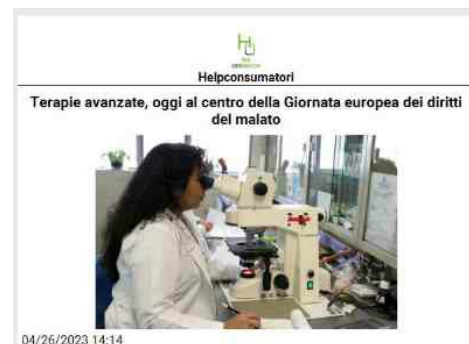 Helpconsumatori
Terapie avanzate, oggi al centro della Giornata europea dei diritti
del malato
04/26/2023 14:14